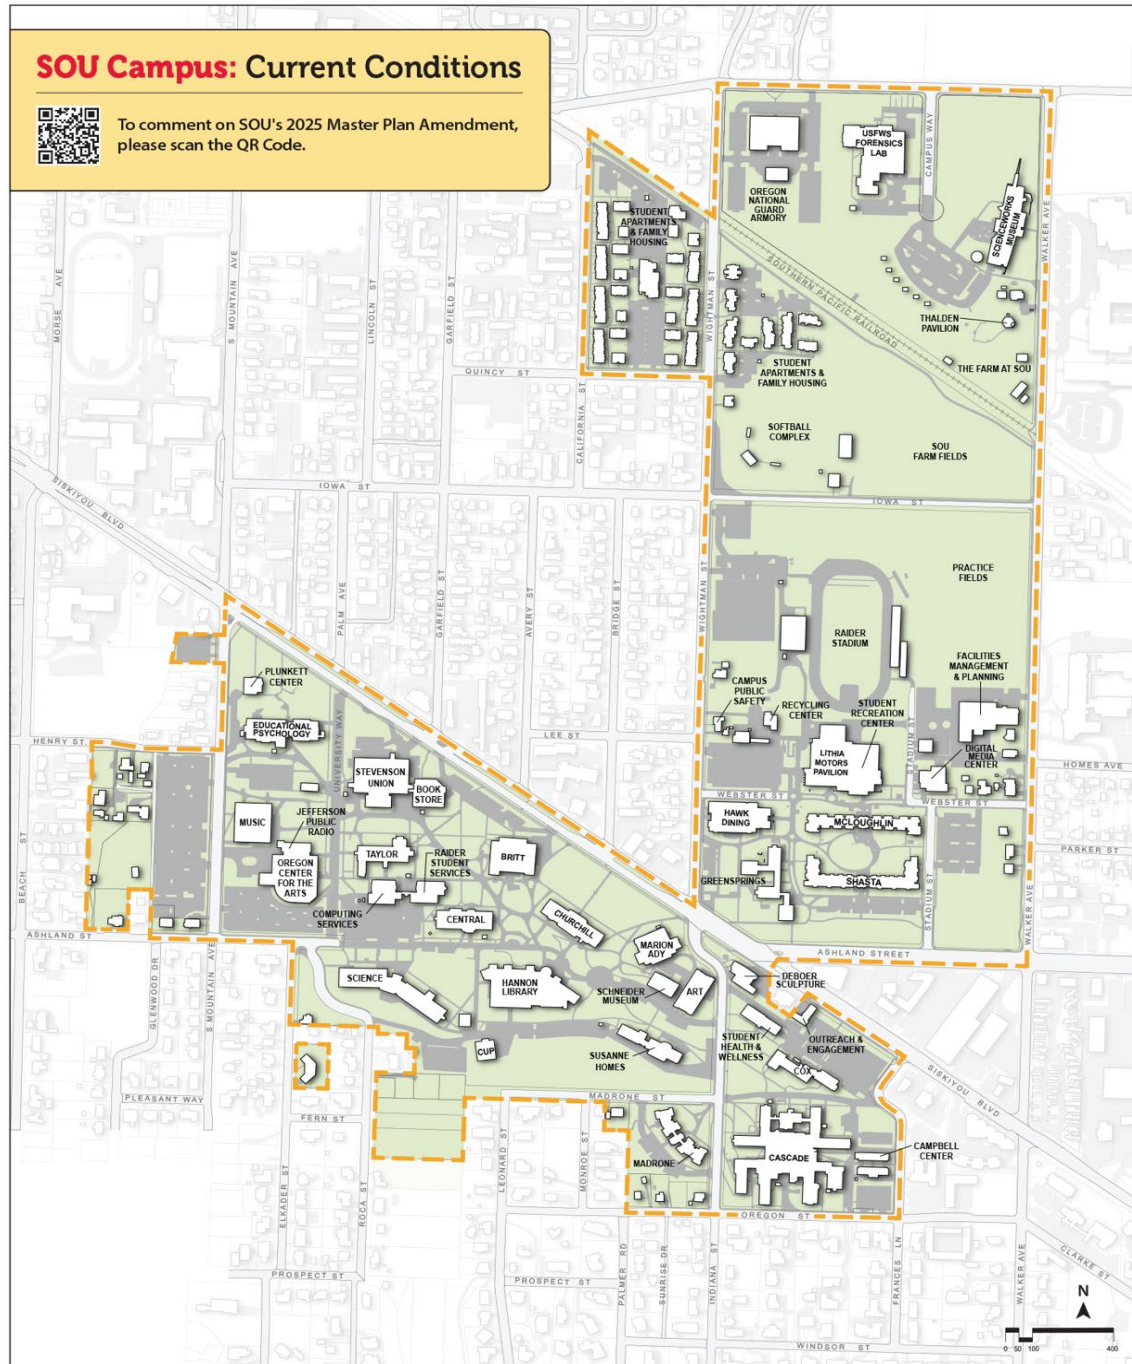 SOU Campus: Current Conditions
To comment on SOU's 2025 Master Plan Amendment,
please scan the QR Code.
OREGON
NATIONAL
GUARD
ARMORY
USFWS
FORENSICS
LAB
CAMPUS WAY
SCIENCEWORKS
MUSEUM
WALKER AVE
STUDENT
APARTMENTS
& FAMILY
HOUSING
SOUTHERN PACIFIC RAILROAD
WIGHTMAN ST
THALDEN
PAVILION
THE FARM AT SOU
STUDENT
APARTMENTS &
FAMILY HOUSING
MORSE AVE
S MOUNTAIN AVE
LINCOLN ST
GARFIELD ST
QUINCY ST
CALIFORNIA ST
SOFTBALL
COMPLEX
SOU
FARM FIELDS
SISKIYOU BLVD
IOWA ST
IOWA ST
PRACTICE
FIELDS
PALM AVE
GARFIELD ST
AVERY ST
BRIDGE ST
WIGHTMAN ST
RAIDER
STADIUM
FACILITIES
MANAGEMENT
& PLANNING
PLUNKETT
CENTER
CAMPUS
PUBLIC
SAFETY
RECYCLING
CENTER
STUDENT
RECREATION
CENTER
EDUCATIONAL
PSYCHOLOGY
UNIVERSITY WAY
HENRY ST
LEE ST
LITHIA
MOTORS
PAVILION
STADIUM ST
DIGITAL
MEDIA
CENTER
HOMES AVE
STEVENSON
UNION
BOOK
STORE
WEBSTER ST
WEBSTER ST
JEFFERSON
PUBLIC
RADIO
MUSIC
HAWK
DINING
MCLOUGHLIN
PARKER ST
BEACH ST
OREGON
CENTER
FOR THE
ARTS
TAYLOR
RAIDER
STUDENT
SERVICES
BRITT
GREENSPRINGS
SHASTA
STADIUM ST
WALKER AVE
COMPUTING
SERVICES
CENTRAL
CHURCHILL
ASHLAND ST
ASHLAND STREET
MARION
ADY
GLENWOOD DR
S MOUNTAIN AVE
SCIENCE
HANNON
LIBRARY
SCHNEIDER
MUSEUM
ART
DEBOER
SCULPTURE
CUP
SUSANNE
HOMES
STUDENT
HEALTH &
WELLNESS
OUTREACH &
ENGAGEMENT
COX
SISKIYOU BLVD
PLEASANT WAY
MADRONE ST
FERN ST
ELKADER ST
ROCA ST
LEONARD ST
MONROE ST
MADRONE
CASCADE
CAMPBELL
CENTER
OREGON ST
PROSPECT ST
PROSPECT ST
PALMER RD
SUNRISE DR
INDIANA ST
FRANCES LN
WALKER AVE
CLARKE ST
WINDSOR ST
N
0 50 100 400